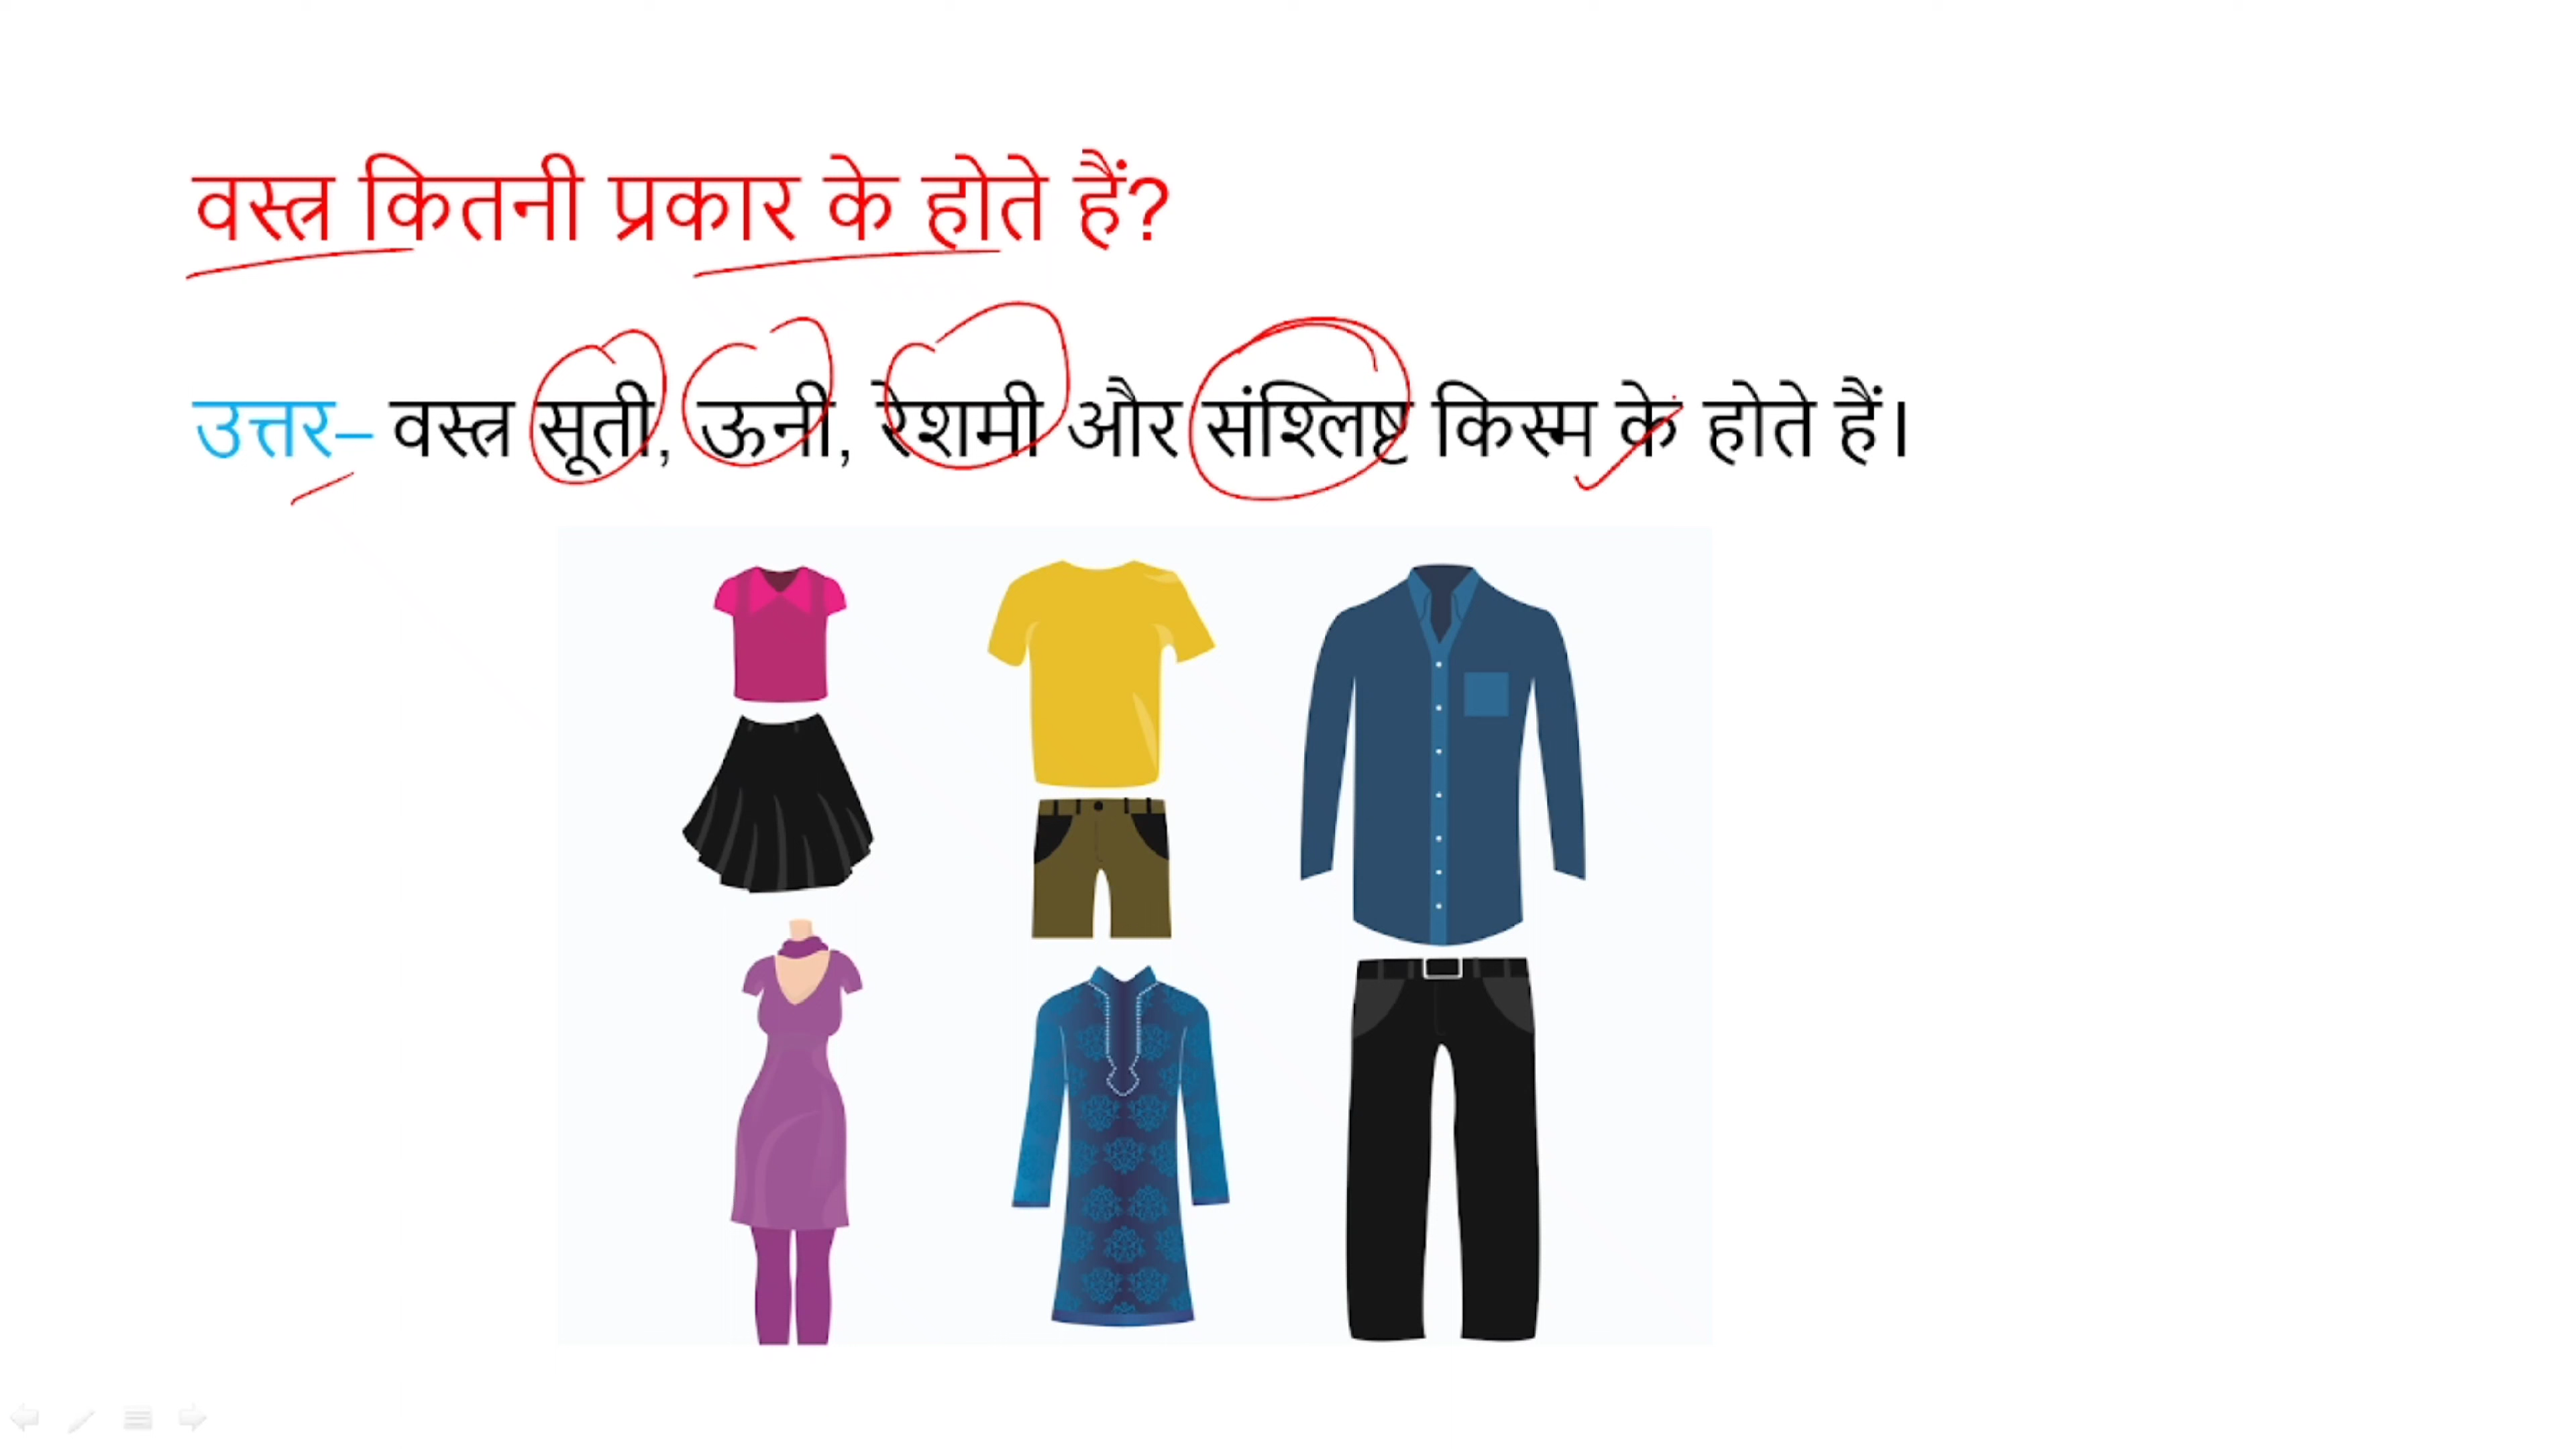 वस्त्र कितनी प्रकार के होते हैं?
उत्तर– वस्त्र सूती, ऊनी, रेशमी और संश्लिष्ट किस्म के होते हैं।